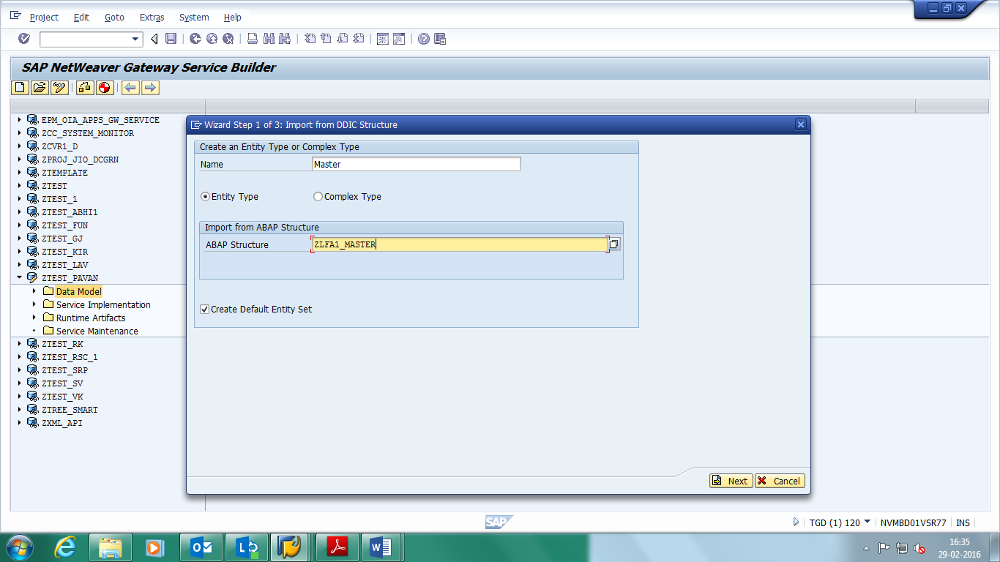 Project Edit Goto Extras System Help
SAP NetWeaver Gateway Service Builder
EPM_OIA_APPS_GW_SERVICE
ZCC_SYSTEM_MONITOR
ZCVR1_D
ZPROJ_JIO_DCGRN
ZTEMPLATE
ZTEST
ZTEST_1
ZTEST_ABHI1
ZTEST_FUN
ZTEST_GJ
ZTEST_KIR
ZTEST_LAV
ZTEST_PAVAN
Data Model
Service Implementation
Runtime Artifacts
Service Maintenance
ZTEST_RK
ZTEST_RSC_1
ZTEST_SRP
ZTEST_SV
ZTEST_VK
ZTREE_SMART
ZXML_API
Wizard Step 1 of 3: Import from DDIC Structure
Create an Entity Type or Complex Type
Name Master
Entity Type Complex Type
Import from ABAP Structure
ABAP Structure ZLFA1_MASTER
Create Default Entity Set
Next Cancel
SAP
TGD (1) 120 NVMBD01VSR77 INS
16:35
29-02-2016